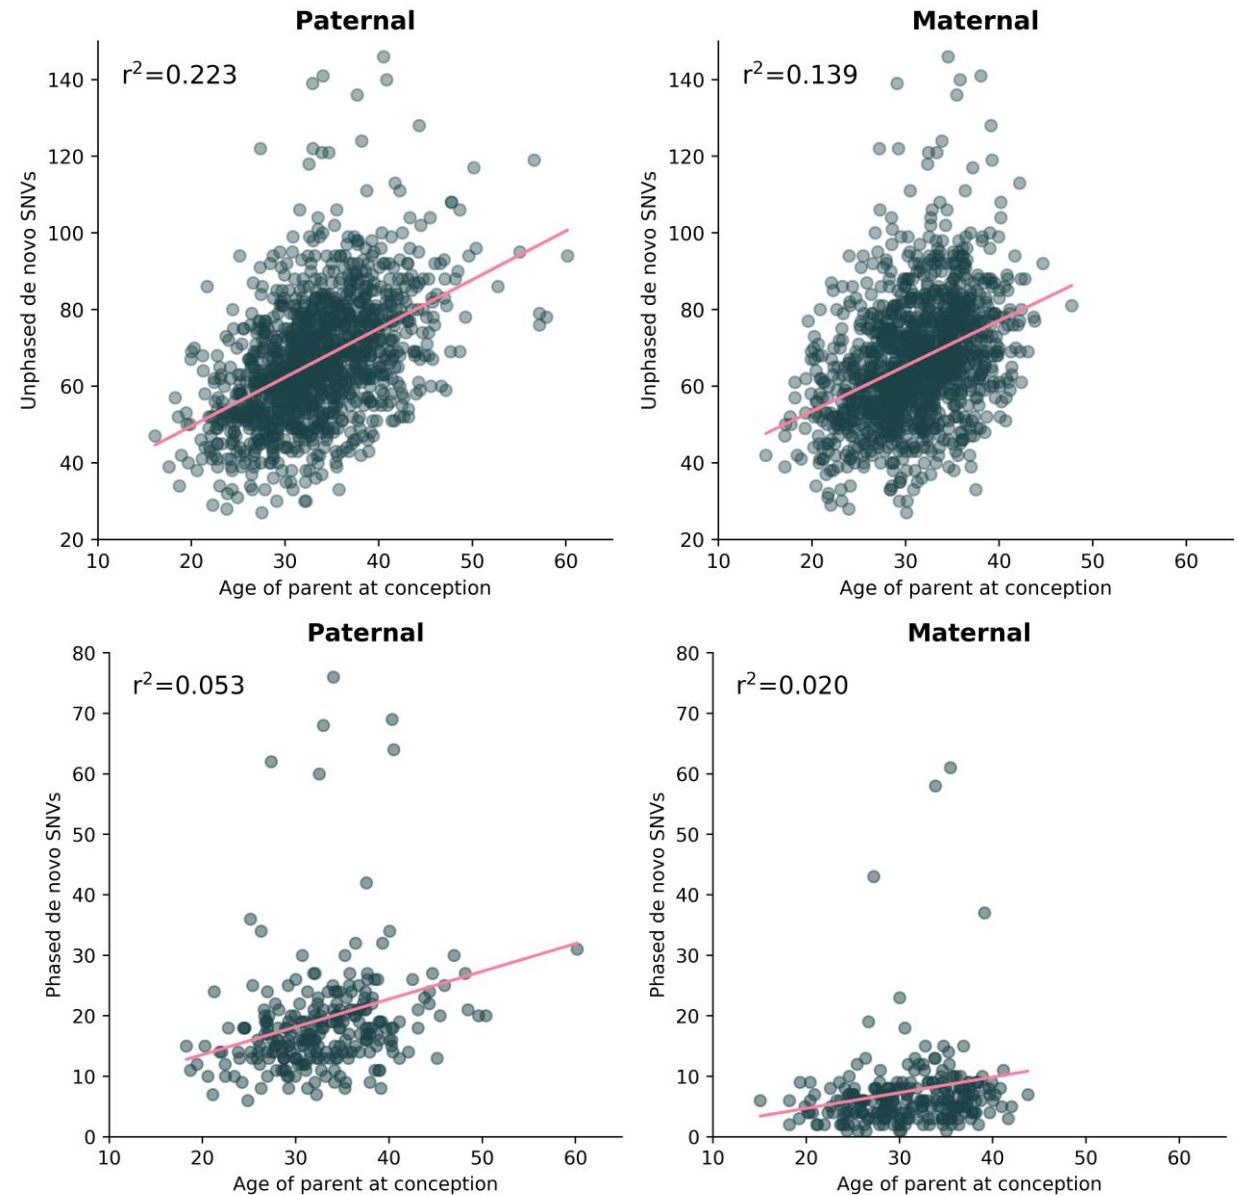 Paternal
r²=0.223
Unphased de novo SNVs
140
120
100
80
60
40
20
10 20 30 40 50 60
Age of parent at conception
Maternal
r²=0.139
Unphased de novo SNVs
140
120
100
80
60
40
20
10 20 30 40 50 60
Age of parent at conception
Paternal
r²=0.053
Phased de novo SNVs
80
70
60
50
40
30
20
10
0
10 20 30 40 50 60
Age of parent at conception
Maternal
r²=0.020
Phased de novo SNVs
80
70
60
50
40
30
20
10
0
10 20 30 40 50 60
Age of parent at conception